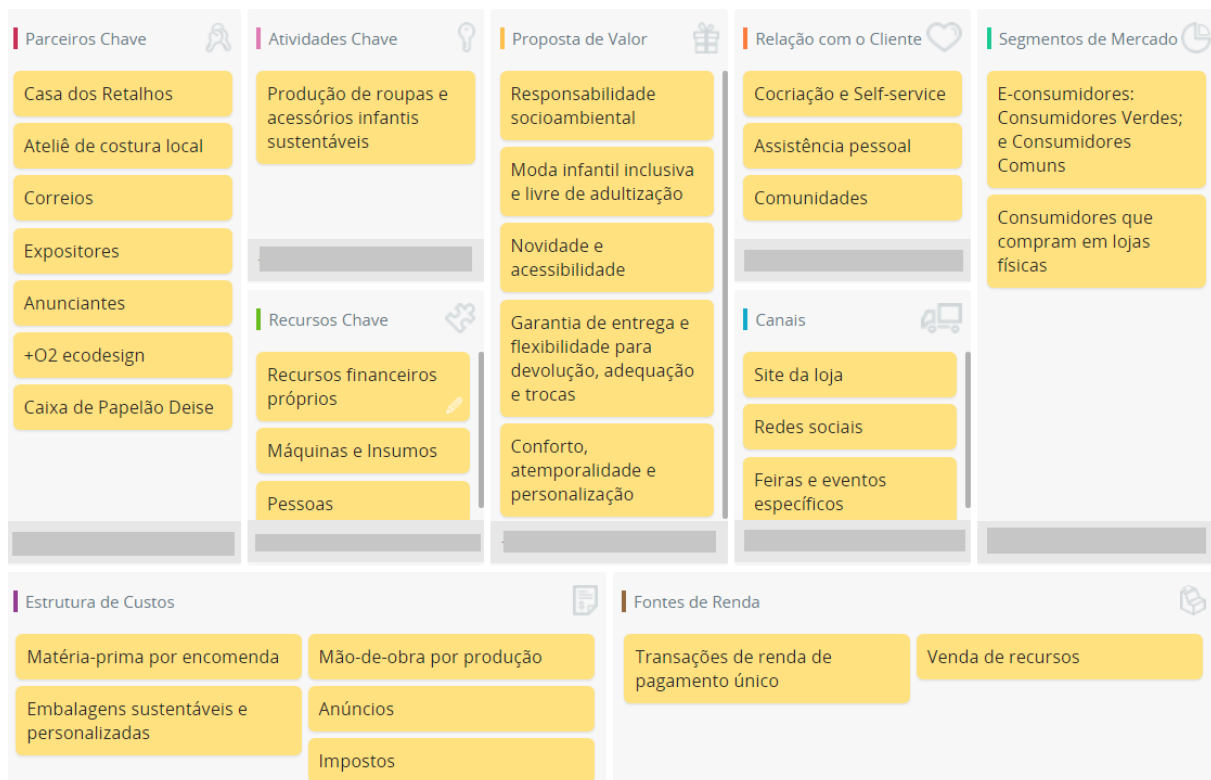 Parceiros Chave
Casa dos Retalhos
Ateliê de costura local
Correios
Expositores
Anunciantes
+O2 ecodesign
Caixa de Papelão Deise
Atividades Chave
Produção de roupas e
acessórios infantis
sustentáveis
Recursos Chave
Recursos financeiros
próprios
Máquinas e Insumos
Pessoas
Proposta de Valor
Responsabilidade
socioambiental
Moda infantil inclusiva
e livre de adultização
Novidade e
acessibilidade
Garantia de entrega e
flexibilidade para
devolução, adequação
e trocas
Conforto,
atemporalidade e
personalização
Relação com o Cliente
Cocriação e Self-service
Assistência pessoal
Comunidades
Canais
Site da loja
Redes sociais
Feiras e eventos
específicos
Segmentos de Mercado
E-consumidores:
Consumidores Verdes;
e Consumidores
Comuns
Consumidores que
compram em lojas
físicas
Estrutura de Custos
Matéria-prima por encomenda
Embalagens sustentáveis e
personalizadas
Mão-de-obra por produção
Anúncios
Impostos
Fontes de Renda
Transações de renda de
pagamento único
Venda de recursos